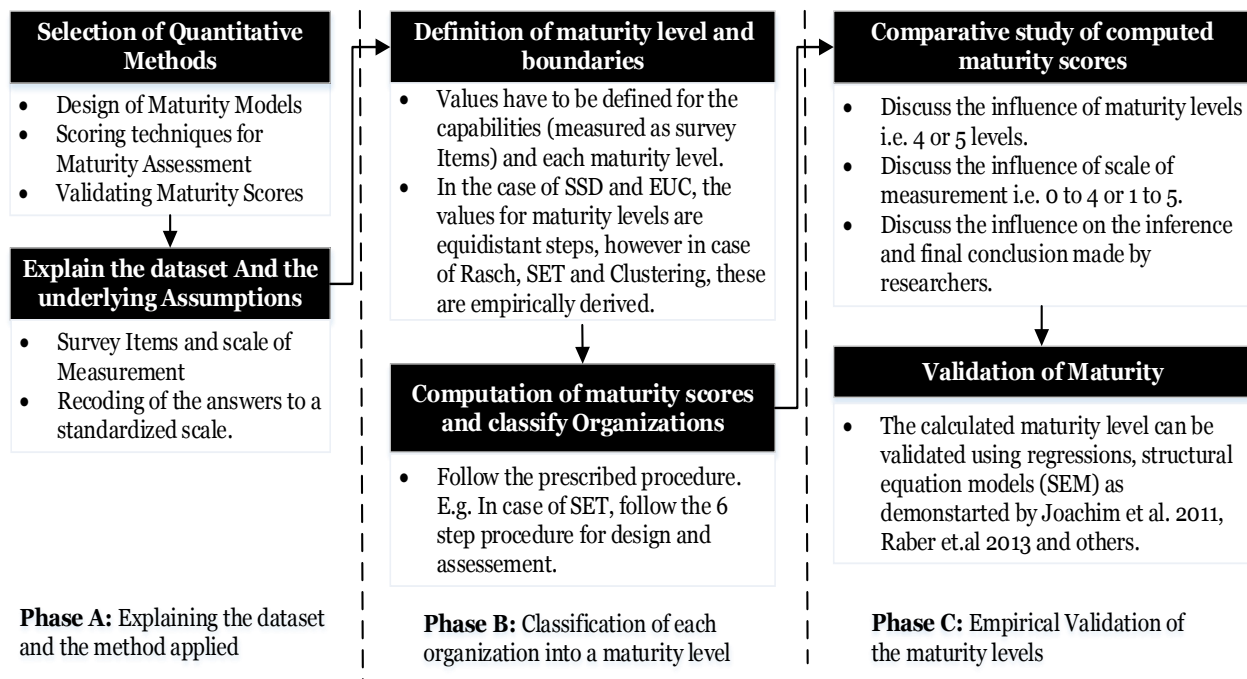 Selection of Quantitative
Methods
• Design of Maturity Models
• Scoring techniques for
Maturity Assessment
• Validating Maturity Scores
Explain the dataset And the
underlying Assumptions
• Survey Items and scale of
Measurement
• Recoding of the answers to a
standardized scale.
Phase A: Explaining the dataset
and the method applied
Definition of maturity level and
boundaries
• Values have to be defined for the
capabilities (measured as survey
Items) and each maturity level.
• In the case of SSD and EUC, the
values for maturity levels are
equidistant steps, however in case
of Rasch, SET and Clustering, these
are empirically derived.
Computation of maturity scores
and classify Organizations
• Follow the prescribed procedure.
E.g. In case of SET, follow the 6
step procedure for design and
assessement.
Phase B: Classification of each
organization into a maturity level
Comparative study of computed
maturity scores
• Discuss the influence of maturity levels
i.e. 4 or 5 levels.
• Discuss the influence of scale of
measurement i.e. 0 to 4 or 1 to 5.
• Discuss the influence on the inference
and final conclusion made by
researchers.
Validation of Maturity
• The calculated maturity level can be
validated using regressions, structural
equation models (SEM) as
demonstarted by Joachim et al. 2011,
Raber et.al 2013 and others.
Phase C: Empirical Validation of
the maturity levels